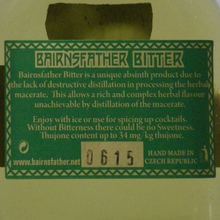 BAIRNSFATHER BITTER
Bairnsfather Bitter is a unique absinth product due to
the lack of destructive distillation in processing the herbal
macerate. This allows a rich and complex herbal flavour
unachievable by distillation of the macerate.
Enjoy with ice or use for spicing up cocktails.
Without Bitterness there could be no Sweetness.
Thujone content up to 34 mg/kg thujone.
www.bairnsfather.net
0615
HAND MADE IN
CZECH REPUBLIC